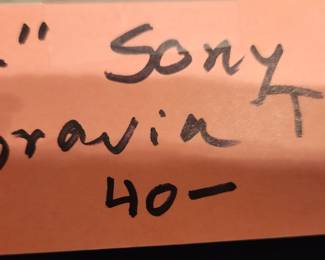 " Sony
ravia T
40-